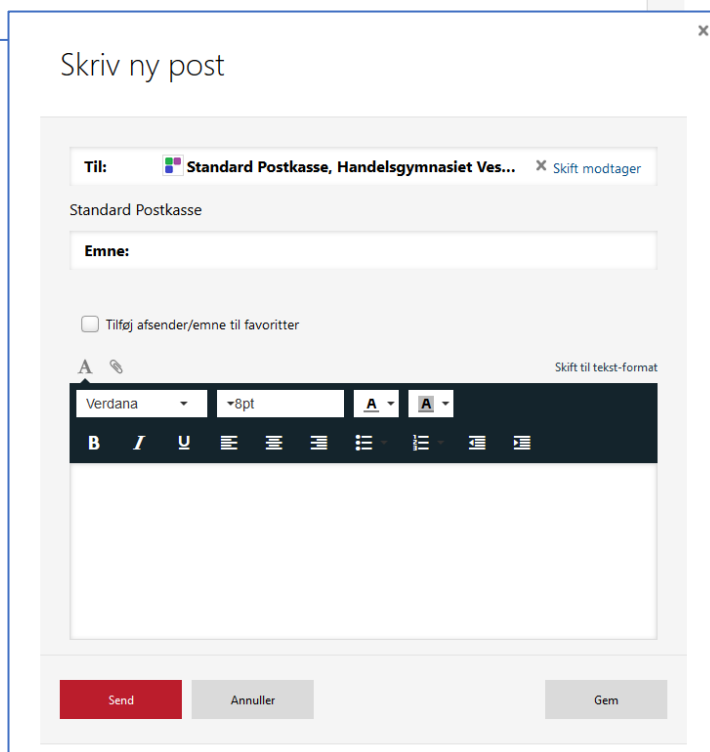 Skriv ny post
Til: Standard Postkasse, Handelsgymnasiet Ves... Skift modtager
Standard Postkasse
Emne:
Tilføj afsender/emne til favoritter
A Skift til tekst-format
Verdana 8pt A A
B I U
Send Annuller Gem